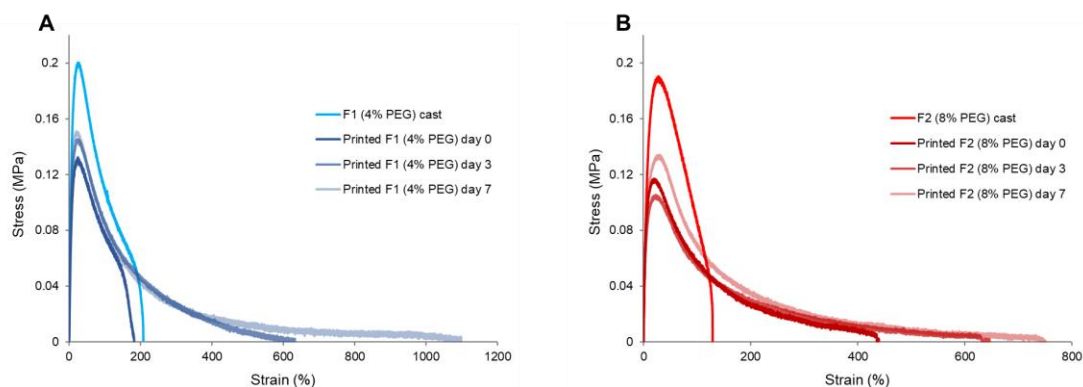 A
Stress (MPa)
0.2
0.16
0.12
0.08
0.04
0
F1 (4% PEG) cast
Printed F1 (4% PEG) day 0
Printed F1 (4% PEG) day 3
Printed F1 (4% PEG) day 7
0 200 400 600 800 1000 1200
Strain (%)
B
Stress (MPa)
0.2
0.16
0.12
0.08
0.04
0
F2 (8% PEG) cast
Printed F2 (8% PEG) day 0
Printed F2 (8% PEG) day 3
Printed F2 (8% PEG) day 7
0 200 400 600 800
Strain (%)